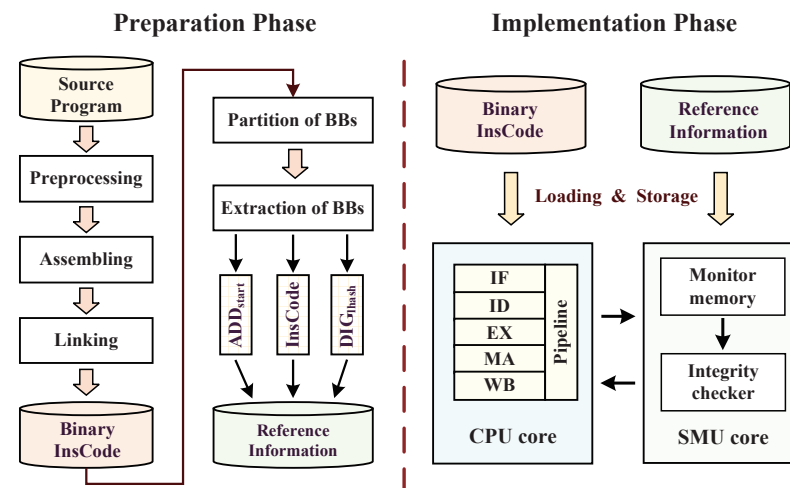 Preparation Phase
Source
Program
Preprocessing
Assembling
Linking
Binary
InsCode
Partition of BBs
Extraction of BBs
ADDstart
InsCode
DIGlhash
Reference
Information
Implementation Phase
Binary
InsCode
Reference
Information
Loading & Storage
IF
ID
EX
MA
WB
Pipeline
CPU core
Monitor
memory
Integrity
checker
SMU core